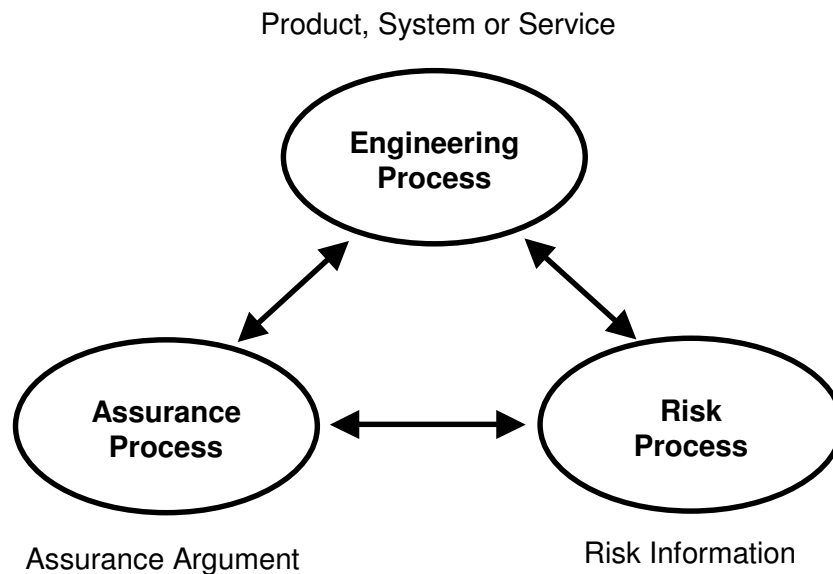 Product, System or Service
Engineering
Process
Assurance
Process
Risk
Process
Assurance Argument
Risk Information